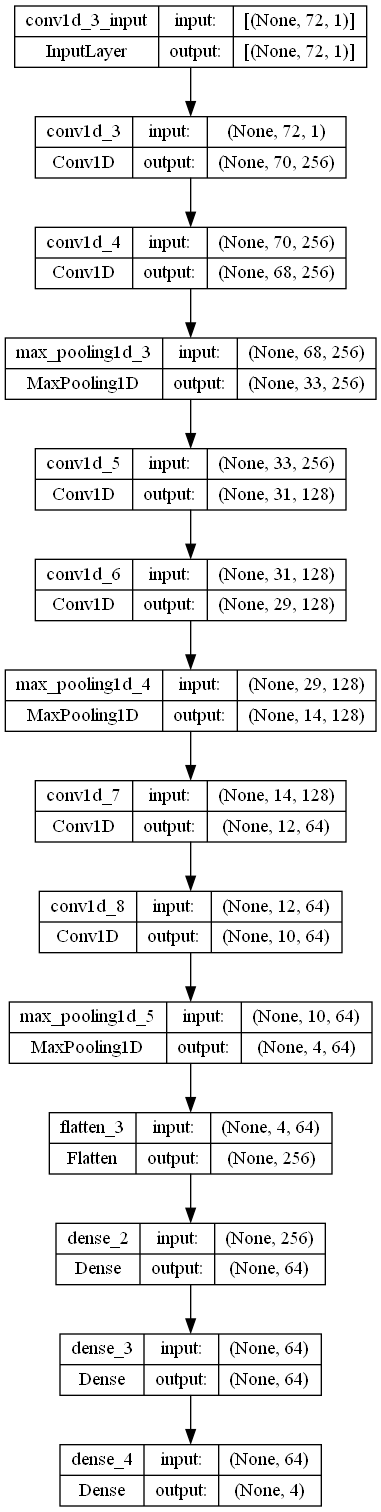 conv1d_3_input input: [(None, 72, 1)]
InputLayer output: [(None, 72, 1)]
conv1d_3 input: (None, 72, 1)
Conv1D output: (None, 70, 256)
conv1d_4 input: (None, 70, 256)
Conv1D output: (None, 68, 256)
max_pooling1d_3 input: (None, 68, 256)
MaxPooling1D output: (None, 33, 256)
conv1d_5 input: (None, 33, 256)
Conv1D output: (None, 31, 128)
conv1d_6 input: (None, 31, 128)
Conv1D output: (None, 29, 128)
max_pooling1d_4 input: (None, 29, 128)
MaxPooling1D output: (None, 14, 128)
conv1d_7 input: (None, 14, 128)
Conv1D output: (None, 12, 64)
conv1d_8 input: (None, 12, 64)
Conv1D output: (None, 10, 64)
max_pooling1d_5 input: (None, 10, 64)
MaxPooling1D output: (None, 4, 64)
flatten_3 input: (None, 4, 64)
Flatten output: (None, 256)
dense_2 input: (None, 256)
Dense output: (None, 64)
dense_3 input: (None, 64)
Dense output: (None, 64)
dense_4 input: (None, 64)
Dense output: (None, 4)